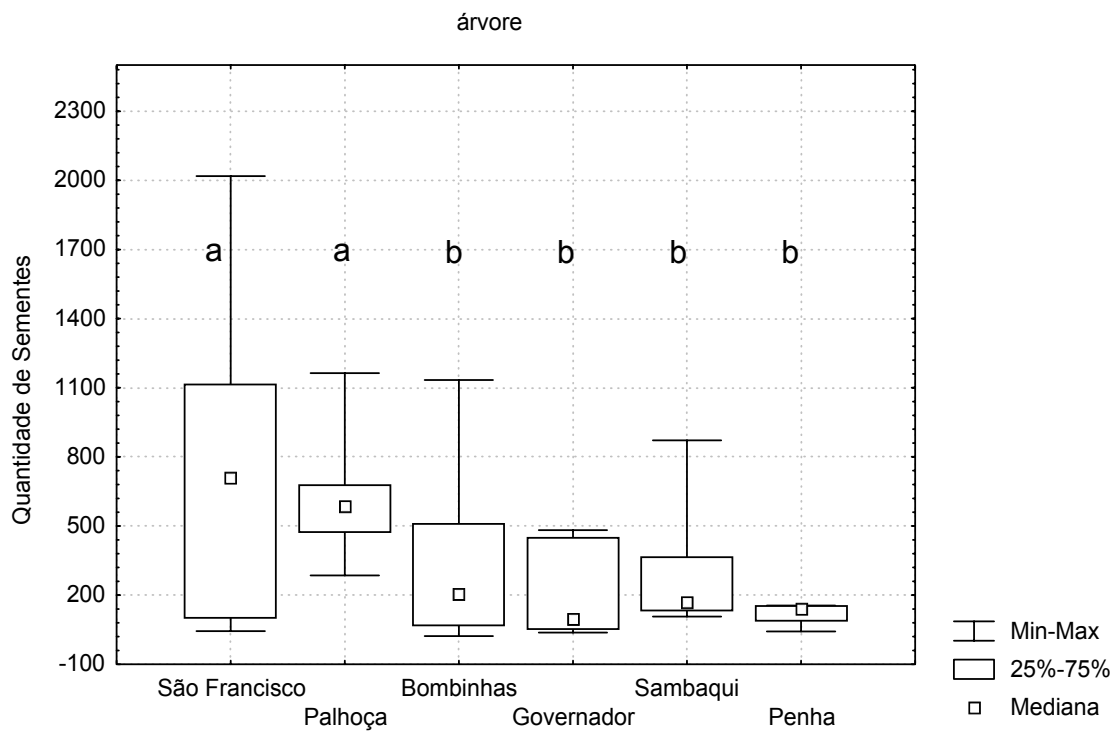 árvore
Quantidade de Sementes
2300
2000
1700
1400
1100
800
500
200
-100
a a b b b b
São Francisco Bombinhas Sambaqui
Palhoça Governador Penha
Min-Max
25%-75%
Mediana